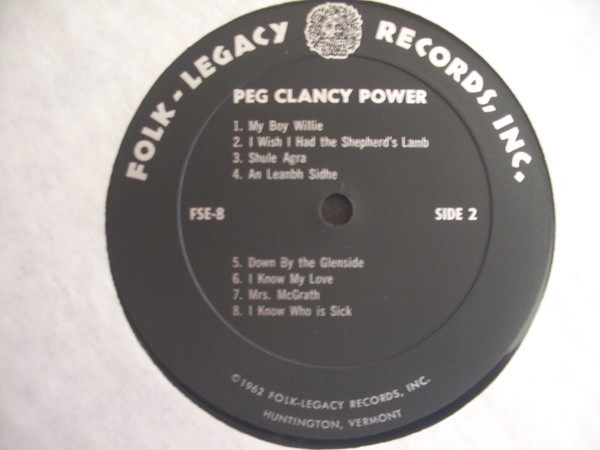 FOLK-LEGACY RECORDS, INC.
PEG CLANCY POWER
1. My Boy Willie
2. I Wish I Had the Shepherd's Lamb
3. Shule Agra
4. An Leanbh Sidhe
FSE-8
SIDE 2
5. Down By the Glenside
6. I Know My Love
7. Mrs. McGrath
8. I Know Who is Sick
©1962 FOLK-LEGACY RECORDS, INC.
HUNTINGTON, VERMONT